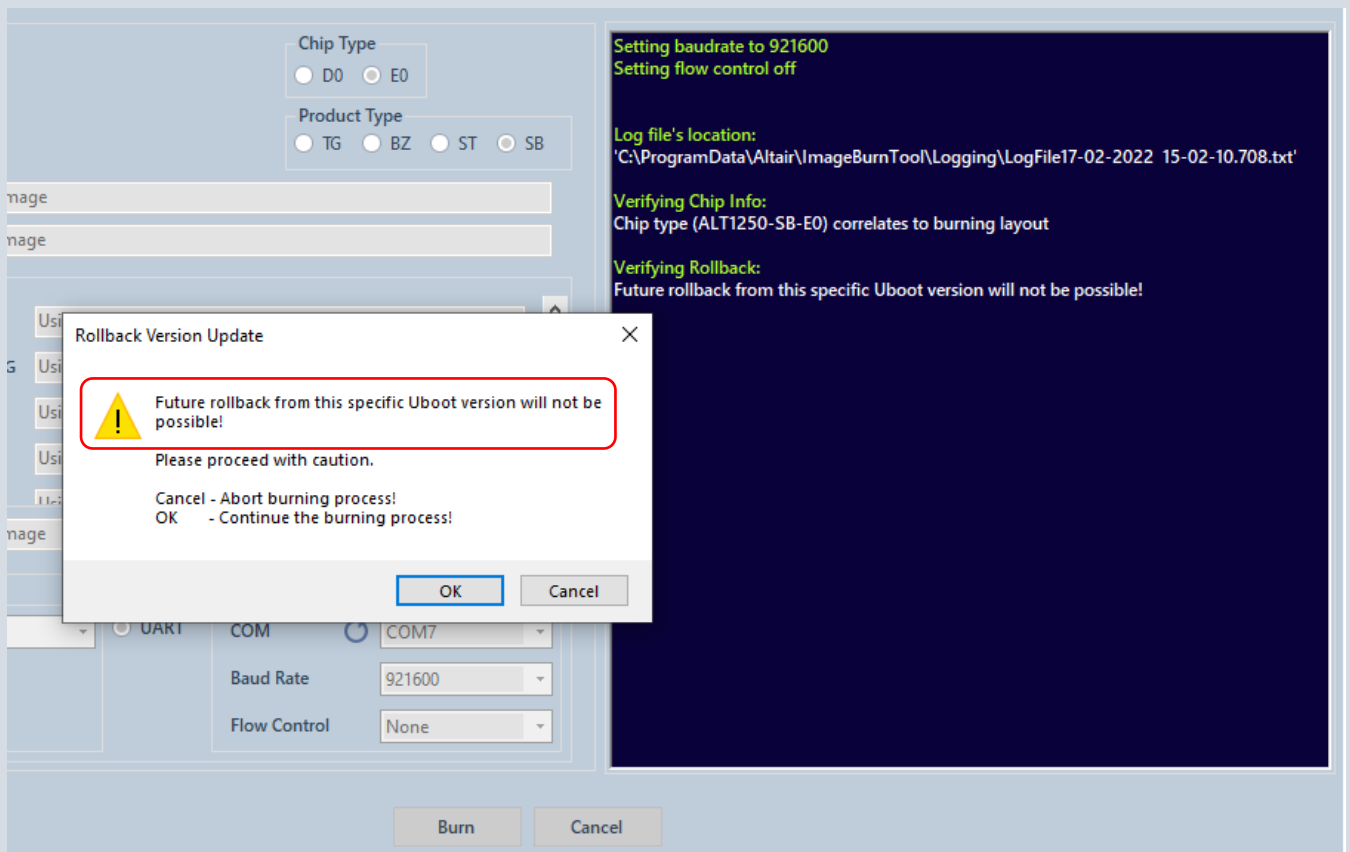 Chip Type
D0 E0
Product Type
TG BZ ST SB
mage
mage
Usi
G Usi
Usi
Usi
mage
Rollback Version Update
Future rollback from this specific Uboot version will not be
possible!
Please proceed with caution.
Cancel - Abort burning process!
OK - Continue the burning process!
OK Cancel
UART COM COM7
Baud Rate 921600
Flow Control None
Burn Cancel
Setting baudrate to 921600
Setting flow control off
Log file's location:
'C:\ProgramData\Altair\ImageBurnTool\Logging\LogFile17-02-2022 15-02-10.708.txt'
Verifying Chip Info:
Chip type (ALT1250-SB-E0) correlates to burning layout
Verifying Rollback:
Future rollback from this specific Uboot version will not be possible!